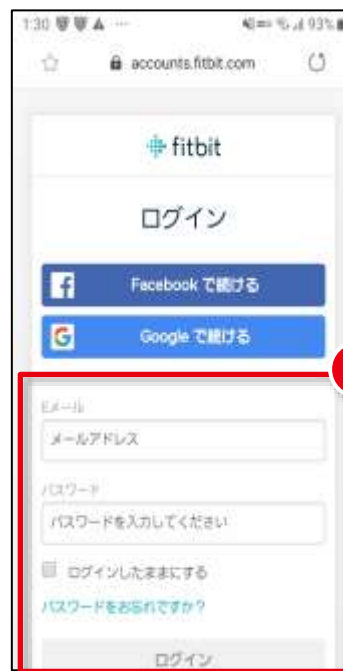 1:30 93%
accounts.fitbit.com
fitbit
ログイン
Facebook で続ける
Google で続ける
Eメール
メールアドレス
パスワード
パスワードを入力してください
ログインしたままにする
パスワードをお忘れですか?
ログイン